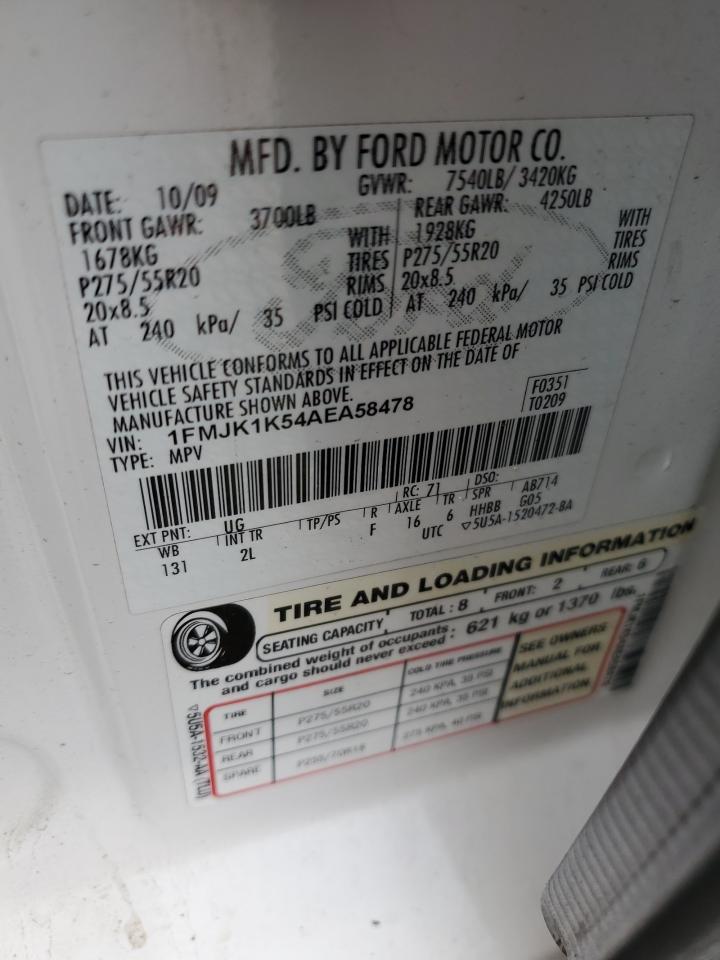 MFD. BY FORD MOTOR CO.
DATE: 10/09 GVWR: 7540LB/ 3420KG
FRONT GAWR: 3700LB REAR GAWR: 4250LB
1678KG WITH 1928KG WITH
P275/55R20 TIRES P275/55R20 TIRES
20x8.5 RIMS 20x8.5 RIMS
AT 240 kPa/ 35 PSI COLD AT 240 kPa/ 35 PSI COLD
THIS VEHICLE CONFORMS TO ALL APPLICABLE FEDERAL MOTOR
VEHICLE SAFETY STANDARDS IN EFFECT ON THE DATE OF
MANUFACTURE SHOWN ABOVE.
F0351
VIN: 1FMJK1K54AEA58478 T0209
TYPE: MPV
EXT PNT: UG RC: 71 DSO:
WB INT TR TP/PS R AXLE TR SPR AB714
131 2L F 16 6 HHBB G05
UTC ▽5U5A-1520472-BA
TIRE AND LOADING INFORMATION
SEATING CAPACITY TOTAL: 8 FRONT: 2 REAR: 6
The combined weight of occupants and cargo should never exceed: 621 kg or 1370 lbs.
TIRE SIZE COLD TIRE PRESSURE
FRONT P275/55R20 240 KPA, 35 PSI
REAR P275/55R20 240 KPA, 35 PSI
SPARE
SEE OWNERS
MANUAL FOR
ADDITIONAL
INFORMATION
▽5U5A-1532-AA (TU)